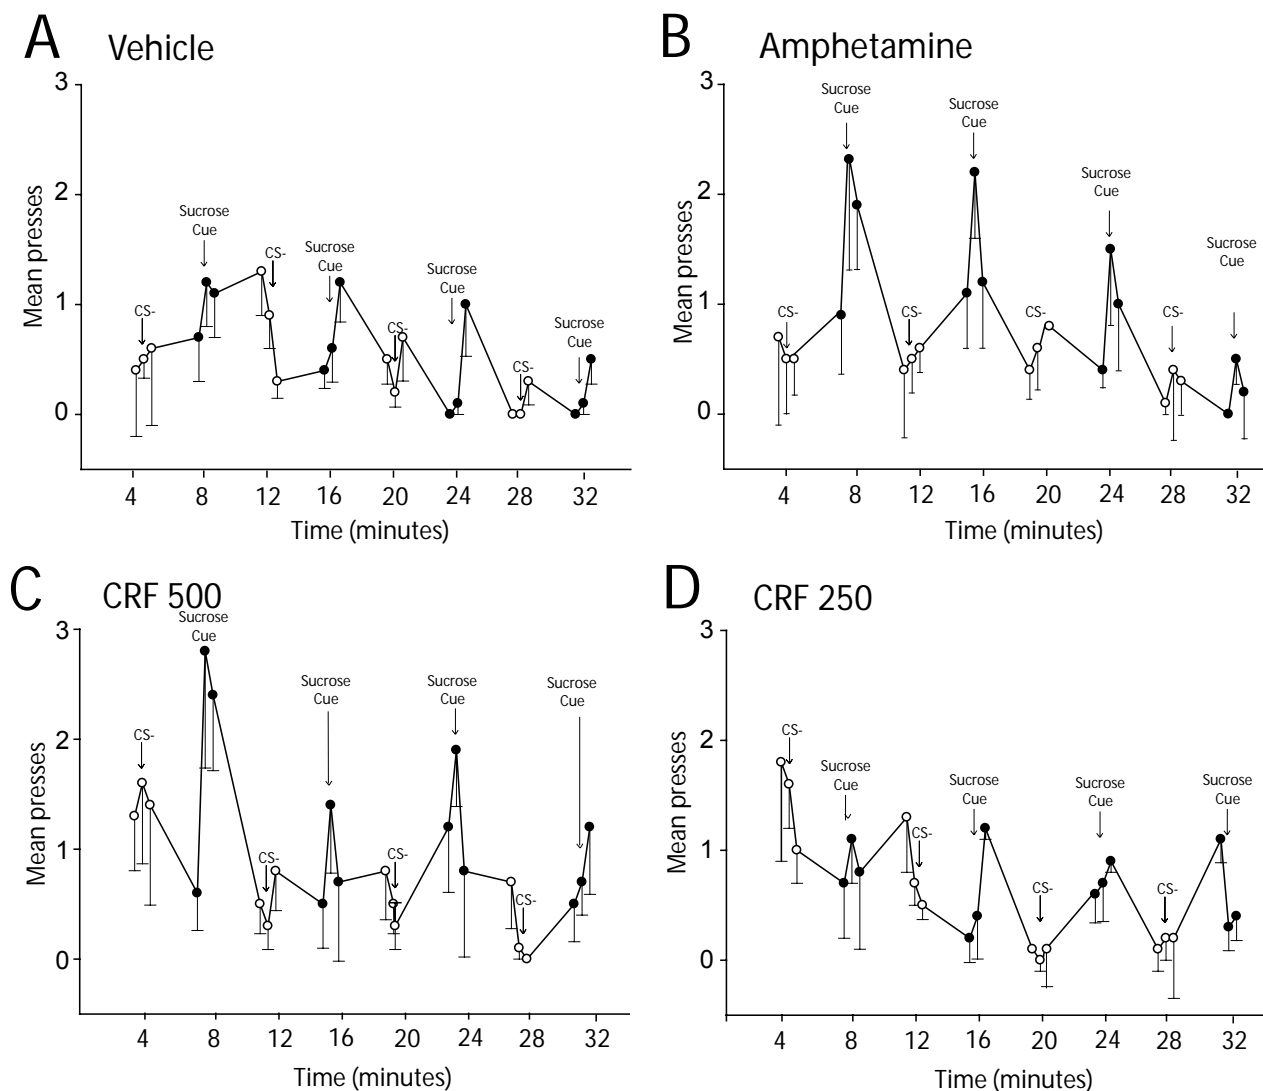 A Vehicle
3
2
1
0
Mean presses
CS-
Sucrose
Cue
CS-
Sucrose
Cue
CS-
Sucrose
Cue
CS-
Sucrose
Cue
4 8 12 16 20 24 28 32
Time (minutes)
B Amphetamine
3
2
1
0
Mean presses
CS-
Sucrose
Cue
CS-
Sucrose
Cue
CS-
Sucrose
Cue
CS-
Sucrose
Cue
4 8 12 16 20 24 28 32
Time (minutes)
C CRF 500
3
2
1
0
Mean presses
CS-
Sucrose
Cue
CS-
Sucrose
Cue
CS-
Sucrose
Cue
CS-
Sucrose
Cue
4 8 12 16 20 24 28 32
Time (minutes)
D CRF 250
3
2
1
0
Mean presses
CS-
Sucrose
Cue
CS-
Sucrose
Cue
CS-
Sucrose
Cue
CS-
Sucrose
Cue
4 8 12 16 20 24 28 32
Time (minutes)